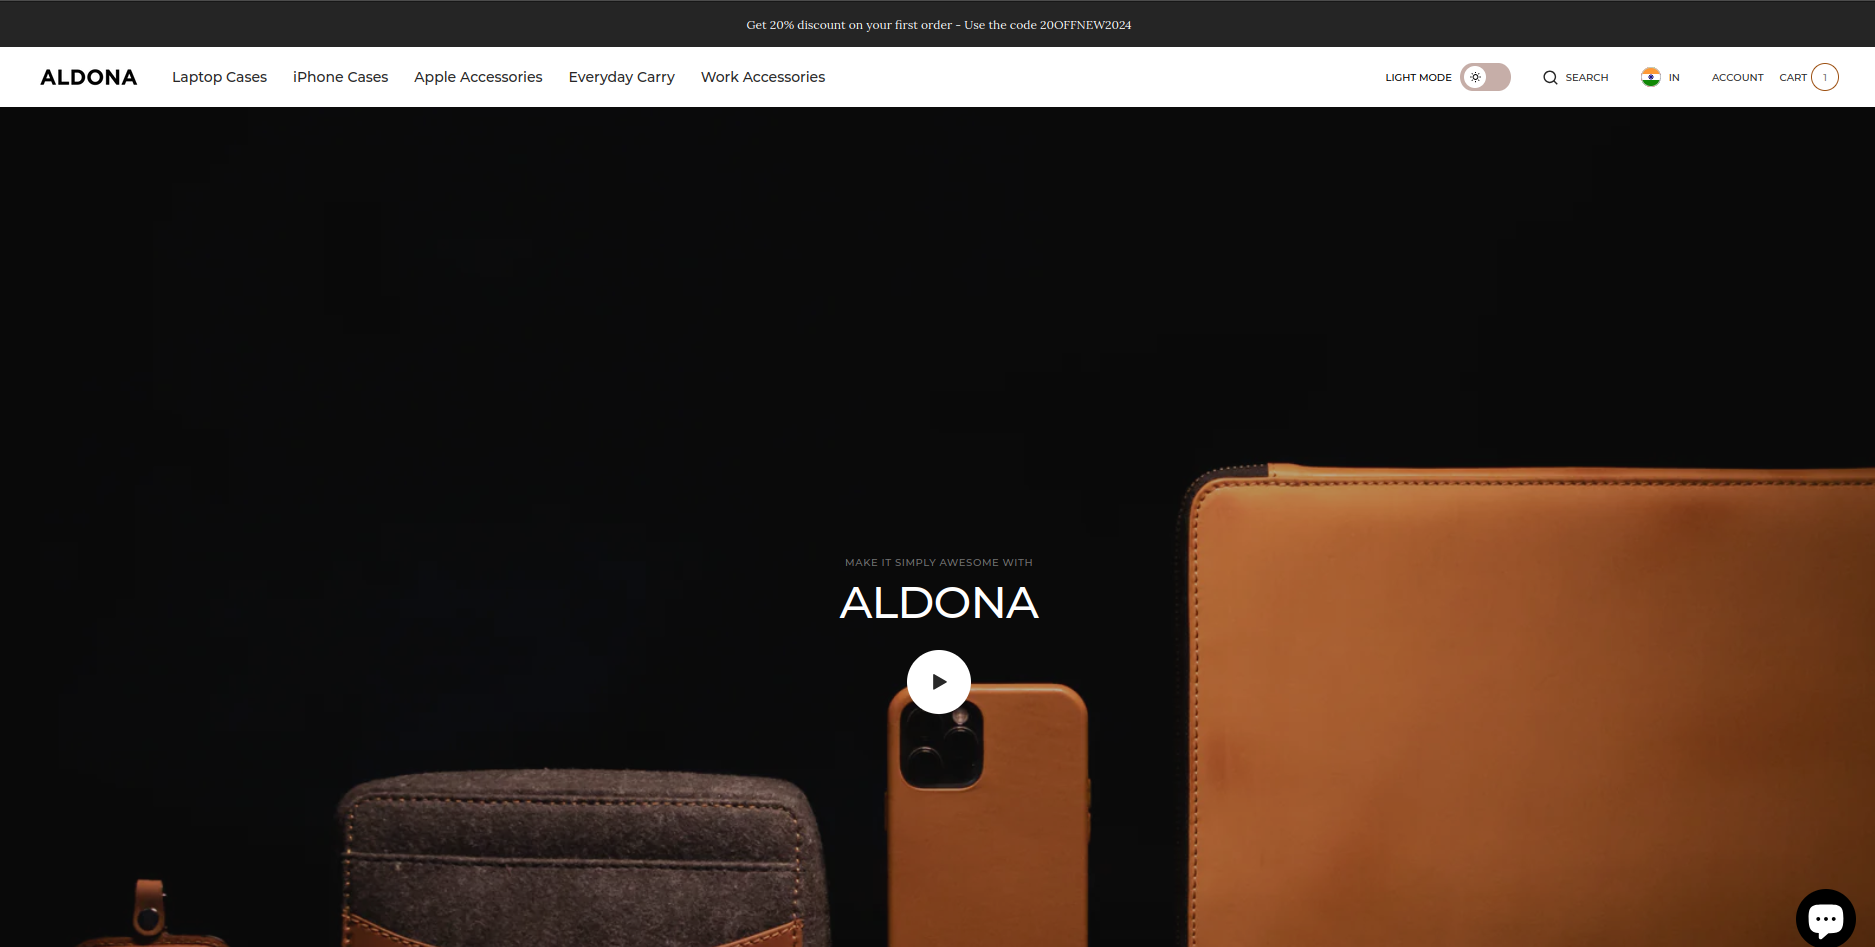 Get 20% discount on your first order - Use the code 20OFFNEW2024
ALDONA Laptop Cases iPhone Cases Apple Accessories Everyday Carry Work Accessories LIGHT MODE SEARCH IN ACCOUNT CART 1
MAKE IT SIMPLY AWESOME WITH
ALDONA